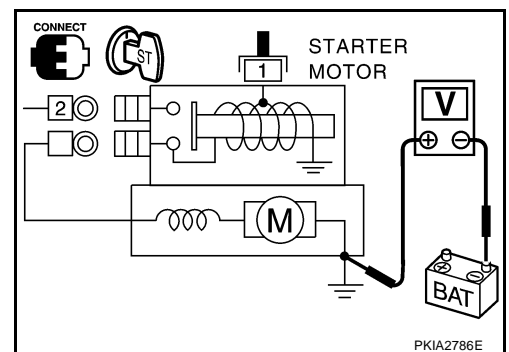 CONNECT
ST
1
STARTER
MOTOR
2
V
+ −
M
+ −
BAT
PKIA2786E